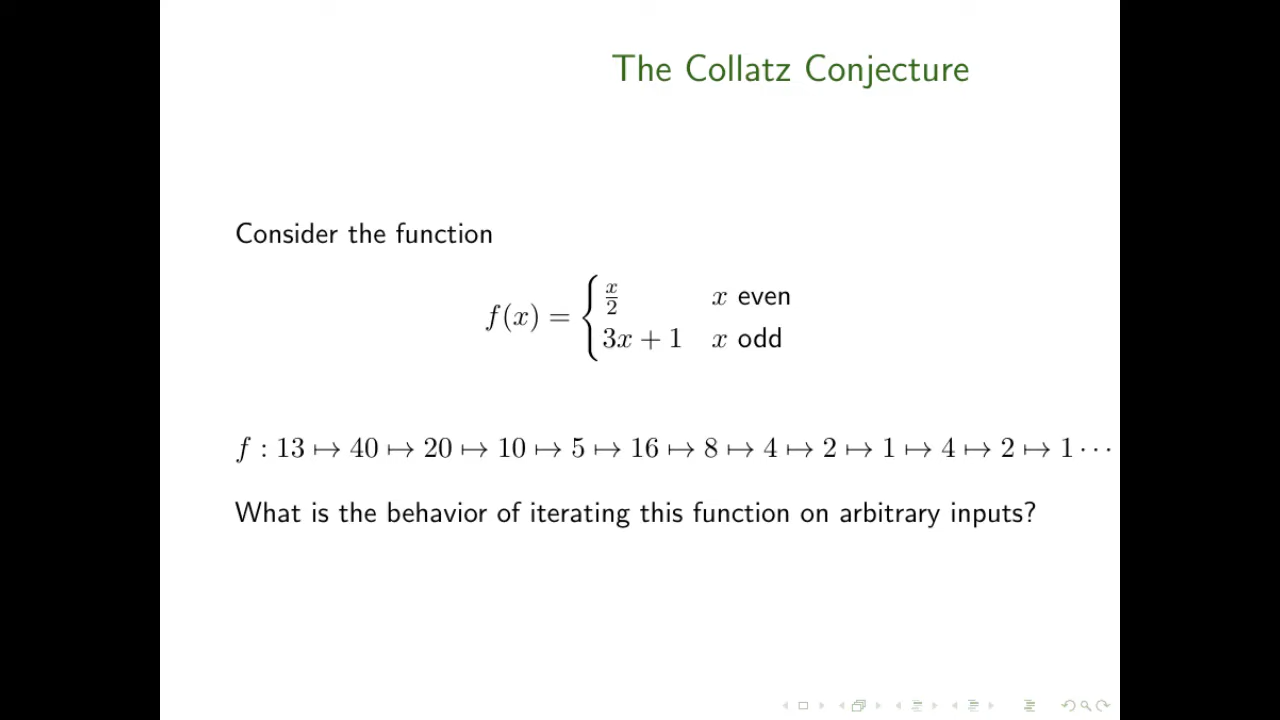 The Collatz Conjecture
Consider the function
f(x) = { x/2 x even
3x + 1 x odd
f : 13 ↦ 40 ↦ 20 ↦ 10 ↦ 5 ↦ 16 ↦ 8 ↦ 4 ↦ 2 ↦ 1 ↦ 4 ↦ 2 ↦ 1 ⋯
What is the behavior of iterating this function on arbitrary inputs?